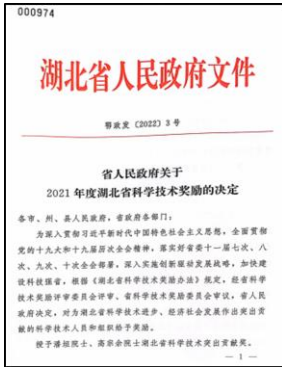 000974
湖北省人民政府文件
鄂政发〔2022〕3号
省人民政府关于
2021年度湖北省科学技术奖励的决定
各市、州、县人民政府，省政府各部门：
为深入贯彻习近平新时代中国特色社会主义思想，全面贯彻
党的十九大和十九届历次全会精神，落实好省委十一届七次、八
次、九次、十次全会部署，深入实施创新驱动发展战略，加快建
设科技强省，根据《湖北省科学技术奖励办法》规定，经省科学
技术奖励评审委员会评审、省科学技术奖励委员会审议，省人民
政府决定，对为湖北省科学技术进步、经济社会发展作出突出贡
献的科学技术人员和组织给予奖励。
授予潘垣院士、高宗余院士湖北省科学技术突出贡献奖。
— 1 —